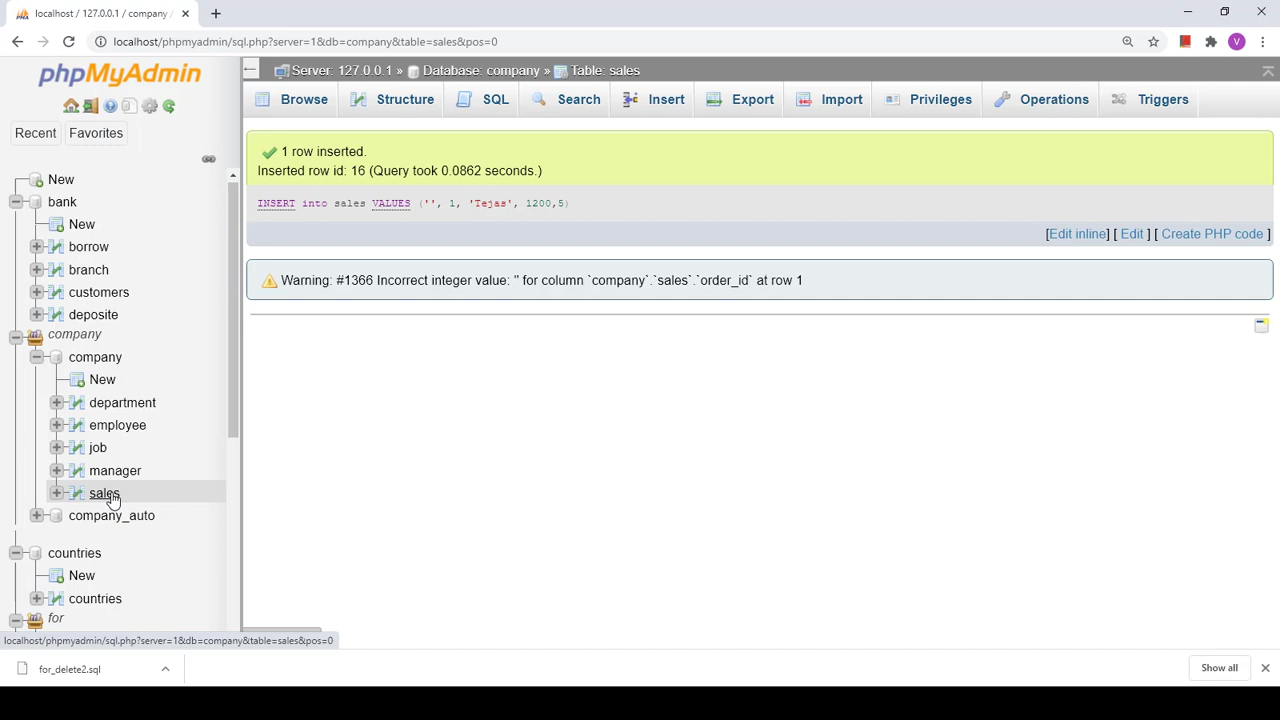 localhost / 127.0.0.1 / company /
localhost/phpmyadmin/sql.php?server=1&db=company&table=sales&pos=0
V
phpMyAdmin
Recent
Favorites
New
bank
New
borrow
branch
customers
deposite
company
company
New
department
employee
job
manager
sales
company_auto
countries
New
countries
for
Server: 127.0.0.1 » Database: company » Table: sales
Browse
Structure
SQL
Search
Insert
Export
Import
Privileges
Operations
Triggers
1 row inserted.
Inserted row id: 16 (Query took 0.0862 seconds.)
INSERT into sales VALUES ('', 1, 'Tejas', 1200,5)
[Edit inline] [ Edit ] [ Create PHP code ]
Warning: #1366 Incorrect integer value: '' for column `company`.`sales`.`order_id` at row 1
localhost/phpmyadmin/sql.php?server=1&db=company&table=sales&pos=0
for_delete2.sql
Show all